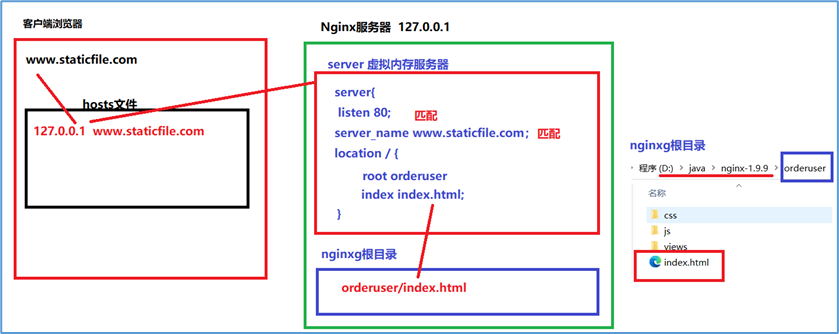 客户端浏览器
www.staticfile.com
hosts文件
127.0.0.1 www.staticfile.com
Nginx服务器 127.0.0.1
server 虚拟内存服务器
server{
listen 80; 匹配
server_name www.staticfile.com; 匹配
location / {
root orderuser
index index.html;
}
nginxg根目录
orderuser/index.html
nginxg根目录
› 程序 (D:) › java › nginx-1.9.9 › orderuser
名称
css
js
views
index.html